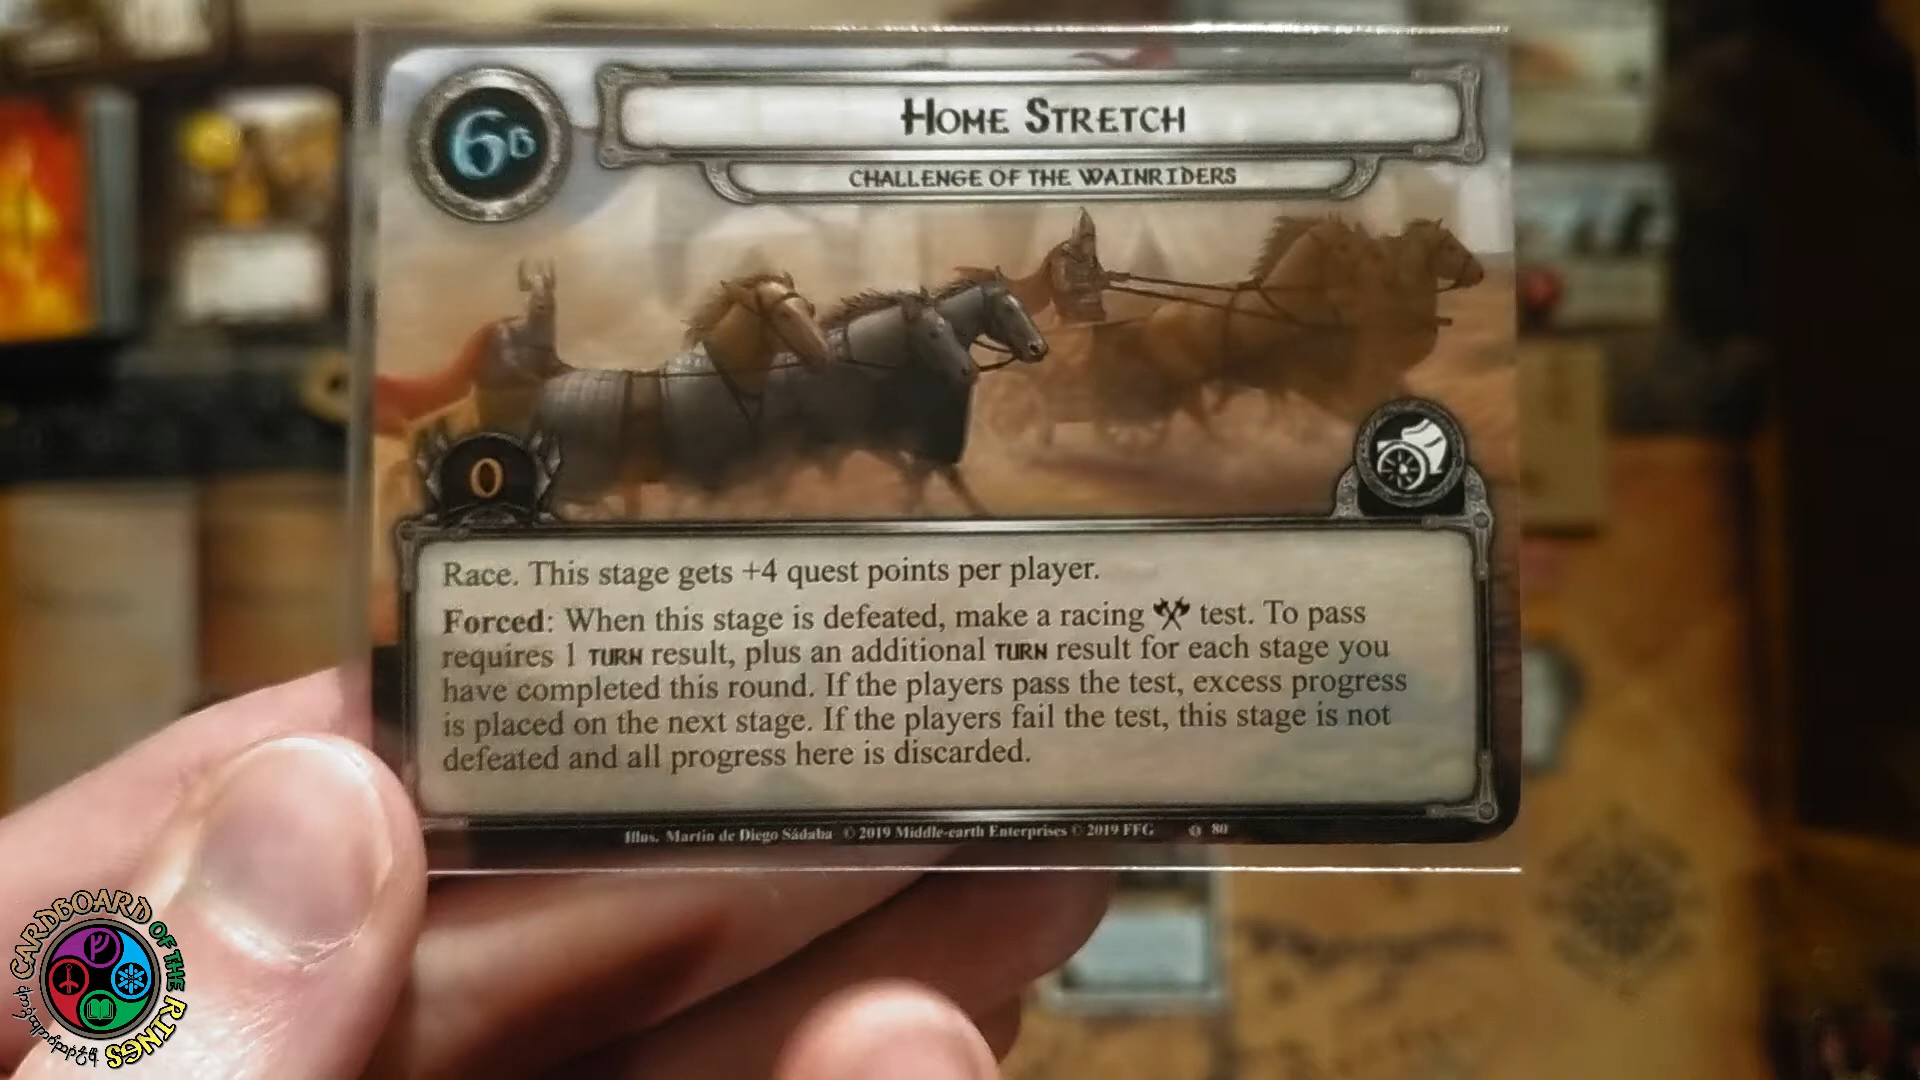 6B
HOME STRETCH
CHALLENGE OF THE WAINRIDERS
0
Race. This stage gets +4 quest points per player.
Forced: When this stage is defeated, make a racing test. To pass
requires 1 TURN result, plus an additional TURN result for each stage you
have completed this round. If the players pass the test, excess progress
is placed on the next stage. If the players fail the test, this stage is not
defeated and all progress here is discarded.
Illus. Martin de Diego Sádaba © 2019 Middle-earth Enterprises © 2019 FFG 80
CARDBOARD OF THE RINGS